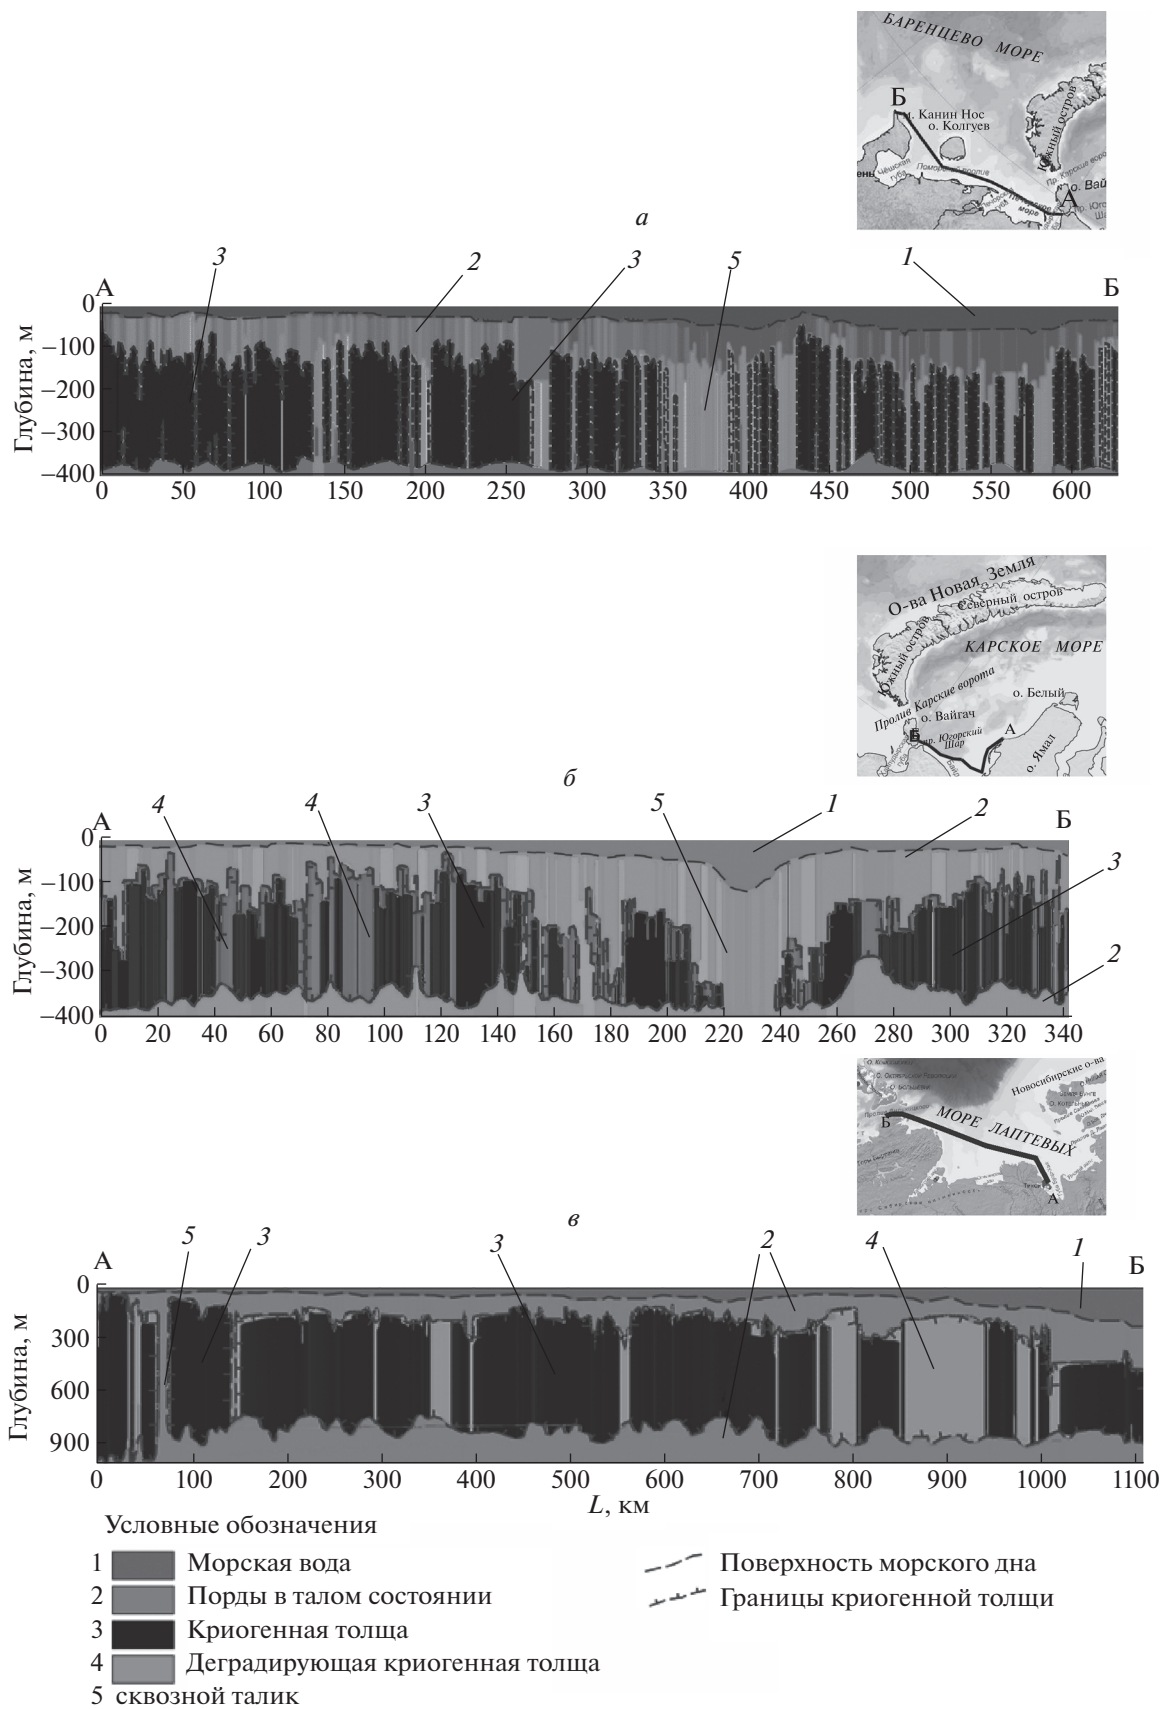 БАРЕНЦЕВО МОРЕ
Б
м. Канин Нос
о. Колгуев
Южный остров
Чёшская
губа
Пр. Карские воро
о. Вай
А
море
а
3
2
3
5
1
А
Б
Глубина, м
0
–100
–200
–300
–400
0 50 100 150 200 250 300 350 400 450 500 550 600
О-ва Новая Земля
Северный остров
Южный остров
КАРСКОЕ МОРЕ
Пролив Карские ворота
о. Белый
о. Вайгач
Б
пр. Югорский
Шар
А
о. Ямал
б
4
4
3
5
1
2
А
Б
3
2
Глубина, м
0
–100
–200
–300
–400
0 20 40 60 80 100 120 140 160 180 200 220 240 260 280 300 320 340
Новосибирские о-ва
Б
МОРЕ ЛАПТЕВЫХ
А
в
5
3
3
2
4
1
А
Б
Глубина, м
0
300
600
900
0 100 200 300 400 500 600 700 800 900 1000 1100
L, км
Условные обозначения
1 Морская вода
2 Порды в талом состоянии
3 Криогенная толща
4 Деградирующая криогенная толща
5 сквозной талик
Поверхность морского дна
Границы криогенной толщи